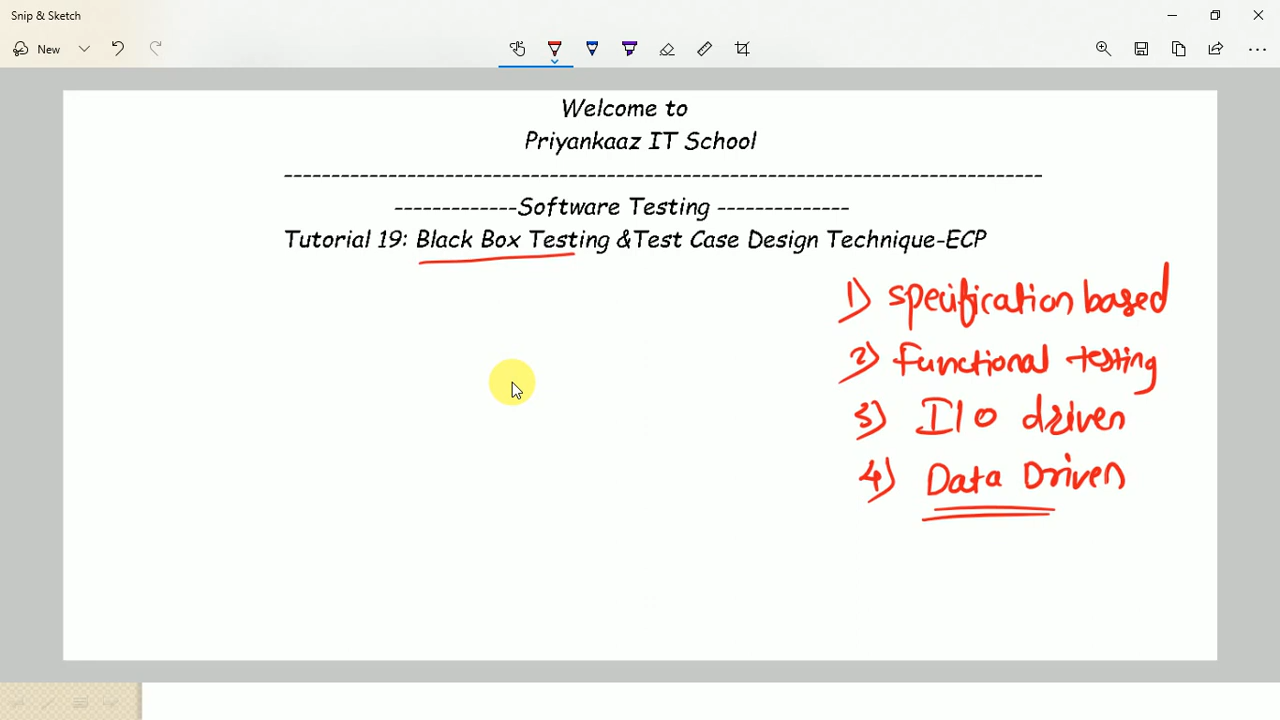 Snip & Sketch
New
Welcome to
Priyankaaz IT School
--------------------------------------------------------------------------------
-------------Software Testing --------------
Tutorial 19: Black Box Testing &Test Case Design Technique-ECP
1) specification based
2) Functional testing
3) I/O driven
4) Data Driven